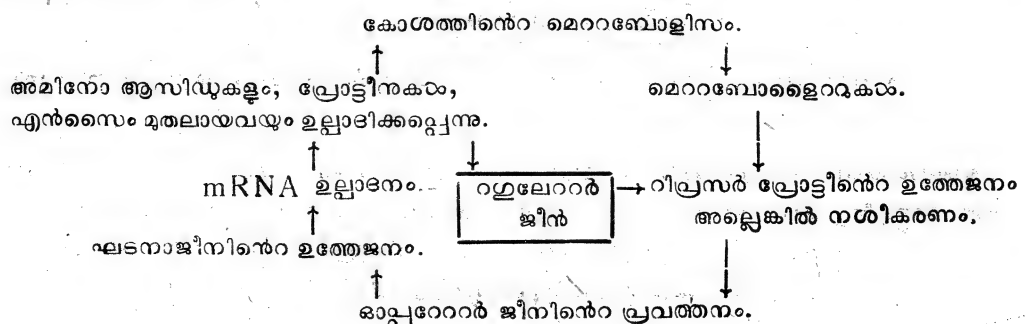 കോശത്തിൻെറ മെററബോളിസം.
അമിനോ ആസിഡുകളും, പ്രോട്ടീനുകൾ,
എൻസൈം മുതലായവയും ഉല്പാദിക്കപ്പെന്നു.
മെററബോളൈററുകൾ.
mRNA ഉല്പാദനം.
റഗുലേററർ
ജീൻ
റിപ്രസർ പ്രോട്ടീൻെറ ഉത്തേജനം
അല്ലെങ്കിൽ നശീകരണം.
ഘടനാജീനിൻെറ ഉത്തേജനം.
ഓപ്പറേററർ ജീനിൻെറ പ്രവർത്തനം.